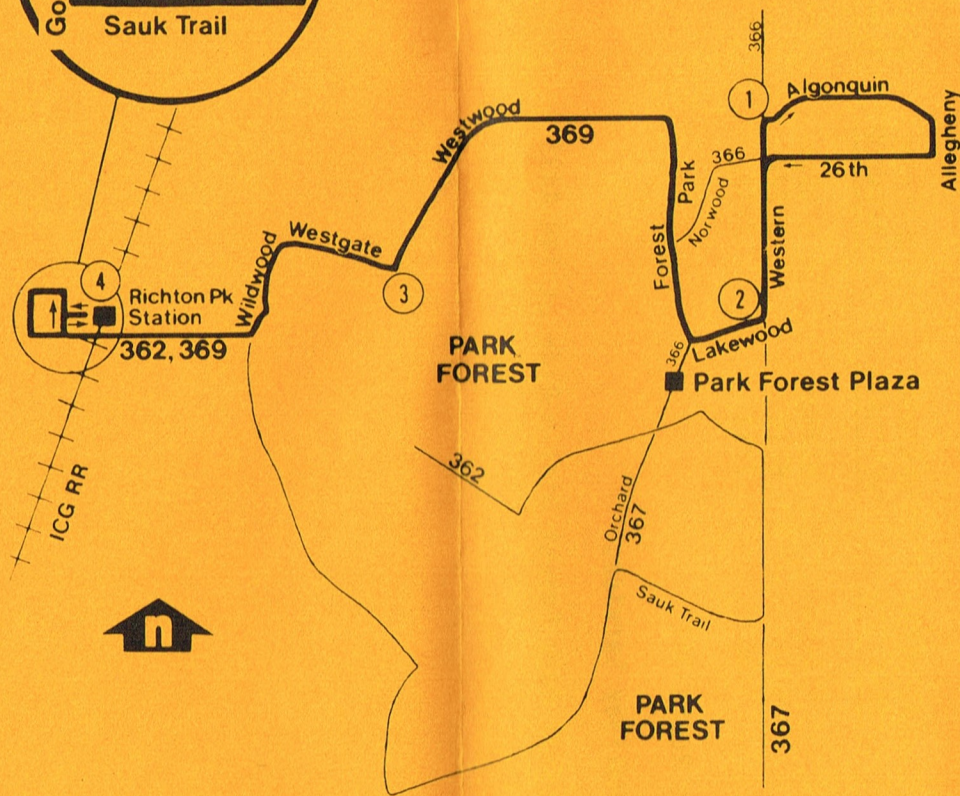 Go
Sauk Trail
366
1
Algonquin
Allegheny
Westwood
369
366
26th
Park
Norwood
Forest
Western
Westgate
Wildwood
3
4
Richton Pk
Station
362, 369
2
Lakewood
366
Park Forest Plaza
PARK
FOREST
362
Orchard
367
ICG RR
Sauk Trail
n
PARK
FOREST
367